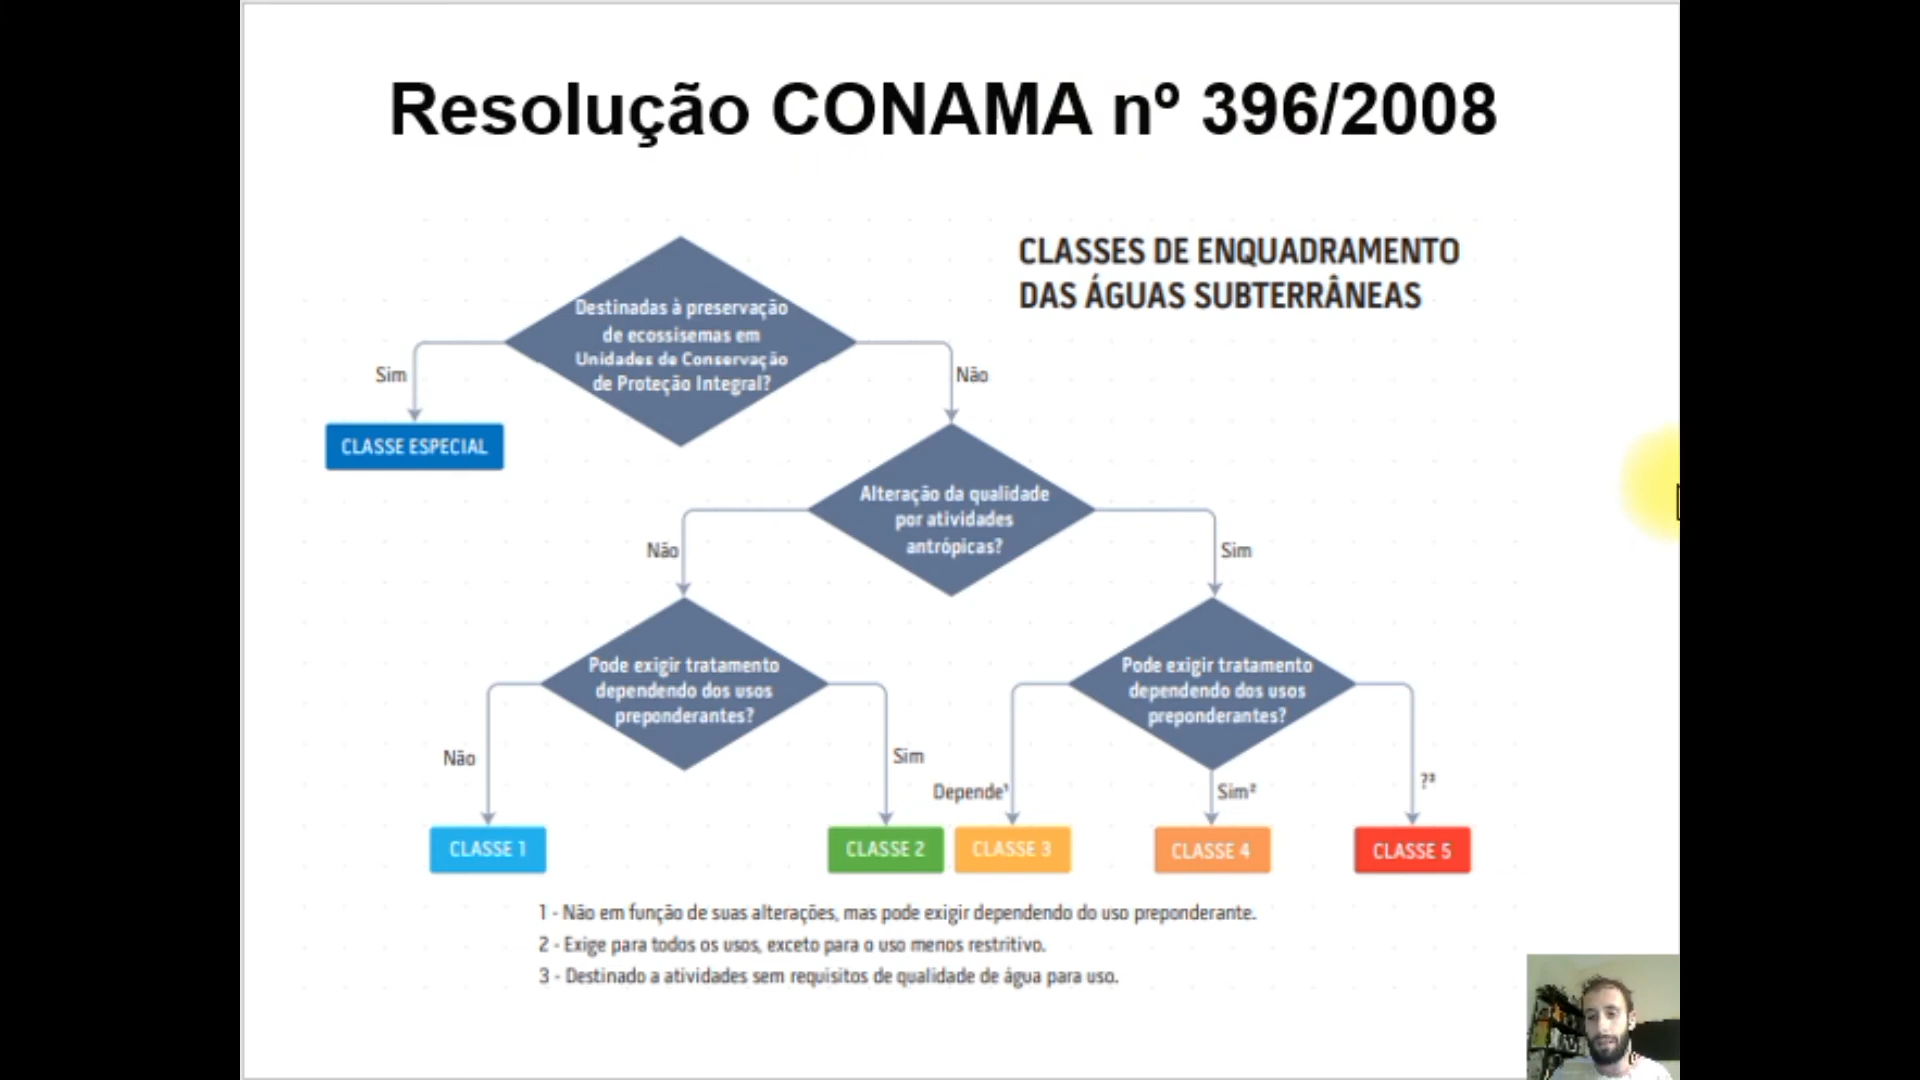 Resolução CONAMA nº 396/2008
CLASSES DE ENQUADRAMENTO
DAS ÁGUAS SUBTERRÂNEAS
Destinadas à preservação
de ecossisemas em
Unidades de Conservação
de Proteção Integral?
Sim
Não
CLASSE ESPECIAL
Alteração da qualidade
por atividades
antrópicas?
Não
Sim
Pode exigir tratamento
dependendo dos usos
preponderantes?
Pode exigir tratamento
dependendo dos usos
preponderantes?
Não
Sim
Depende¹
Sim²
?³
CLASSE 1
CLASSE 2
CLASSE 3
CLASSE 4
CLASSE 5
1 - Não em função de suas alterações, mas pode exigir dependendo do uso preponderante.
2 - Exige para todos os usos, exceto para o uso menos restritivo.
3 - Destinado a atividades sem requisitos de qualidade de água para uso.